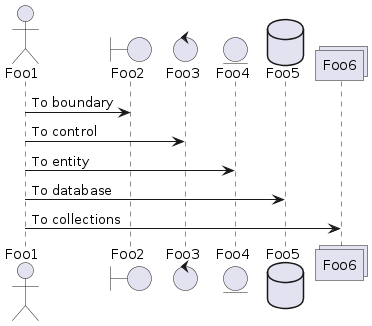 Foo1 Foo2 Foo3 Foo4 Foo5 Foo6
To boundary
To control
To entity
To database
To collections
Foo1 Foo2 Foo3 Foo4 Foo5 Foo6